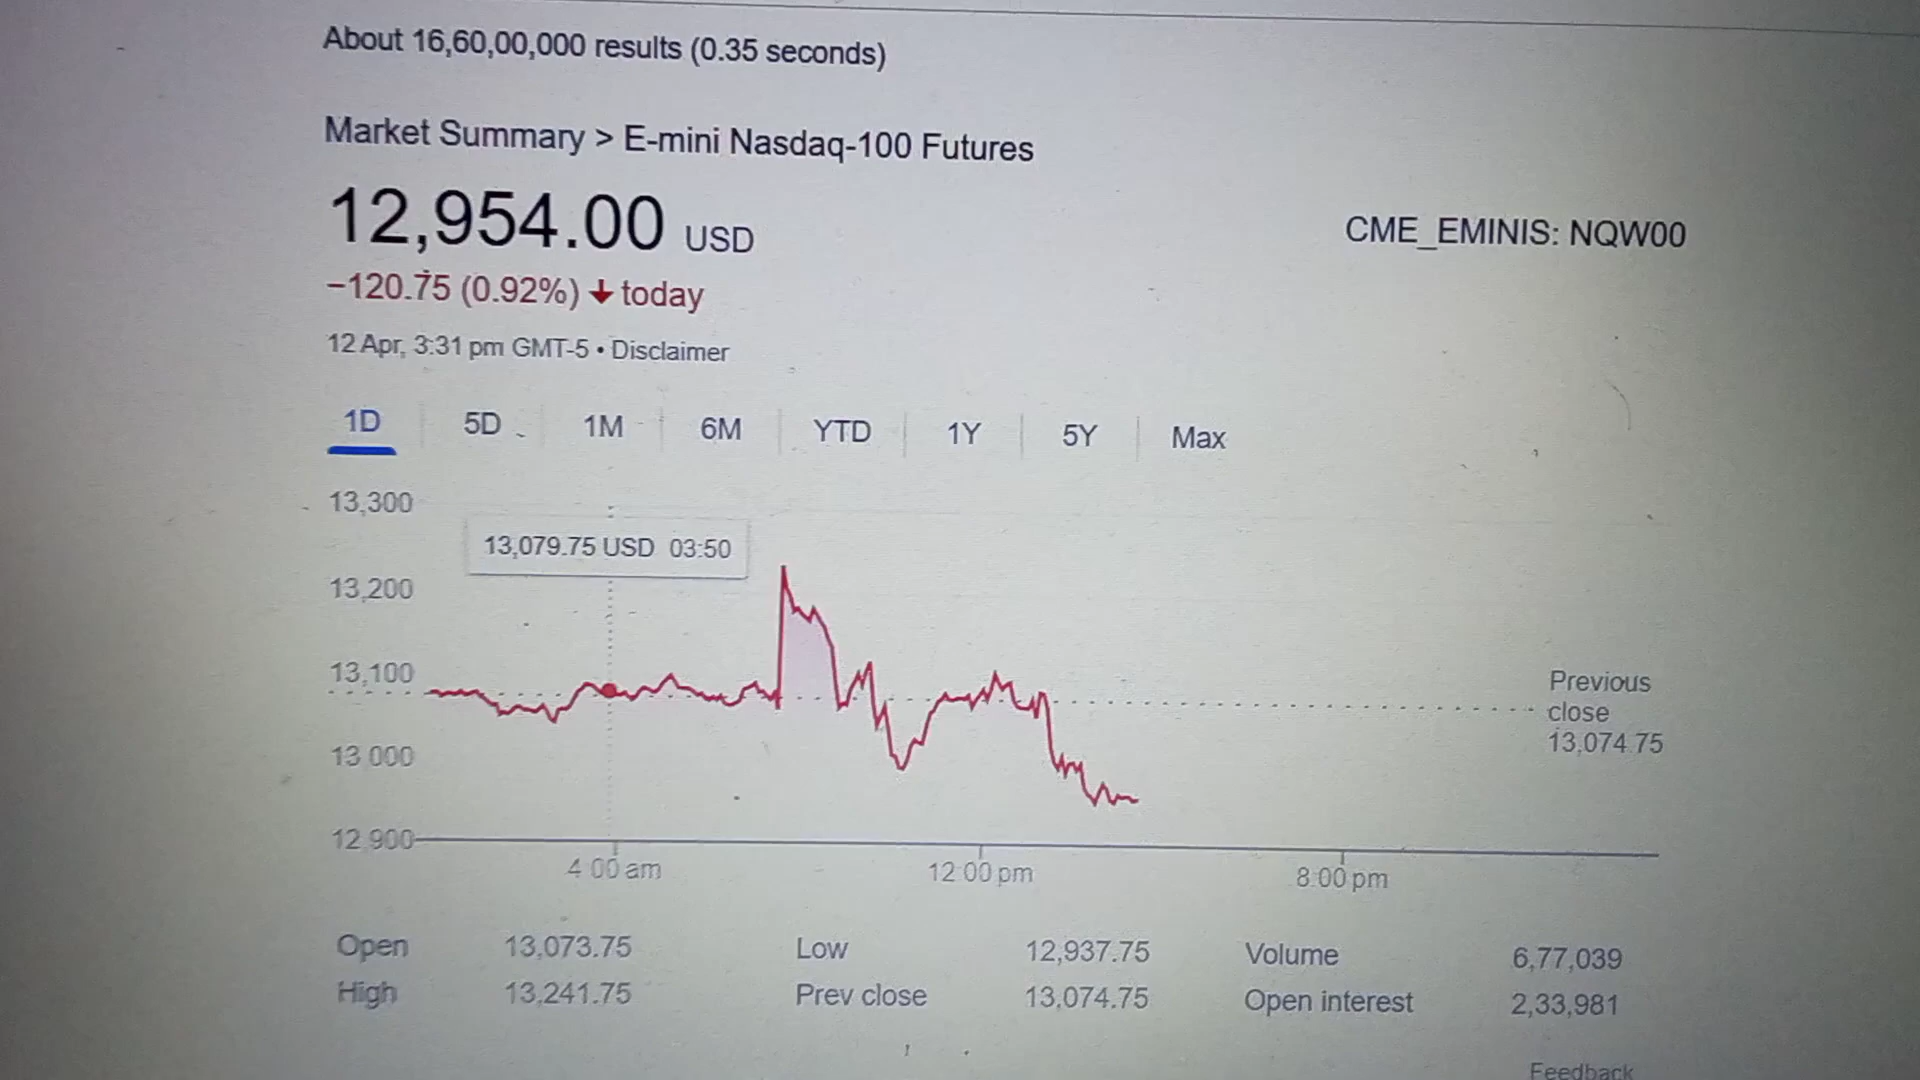 About 16,60,00,000 results (0.35 seconds)
Market Summary > E-mini Nasdaq-100 Futures
12,954.00 USD
CME_EMINIS: NQW00
−120.75 (0.92%) ↓ today
12 Apr, 3:31 pm GMT-5 • Disclaimer
1D 5D 1M 6M YTD 1Y 5Y Max
13,300
13,079.75 USD 03:50
13,200
13,100
Previous
close
13,074.75
13,000
12,900
4:00 am 12:00 pm 8:00 pm
Open 13,073.75 Low 12,937.75 Volume 6,77,039
High 13,241.75 Prev close 13,074.75 Open interest 2,33,981
Feedback